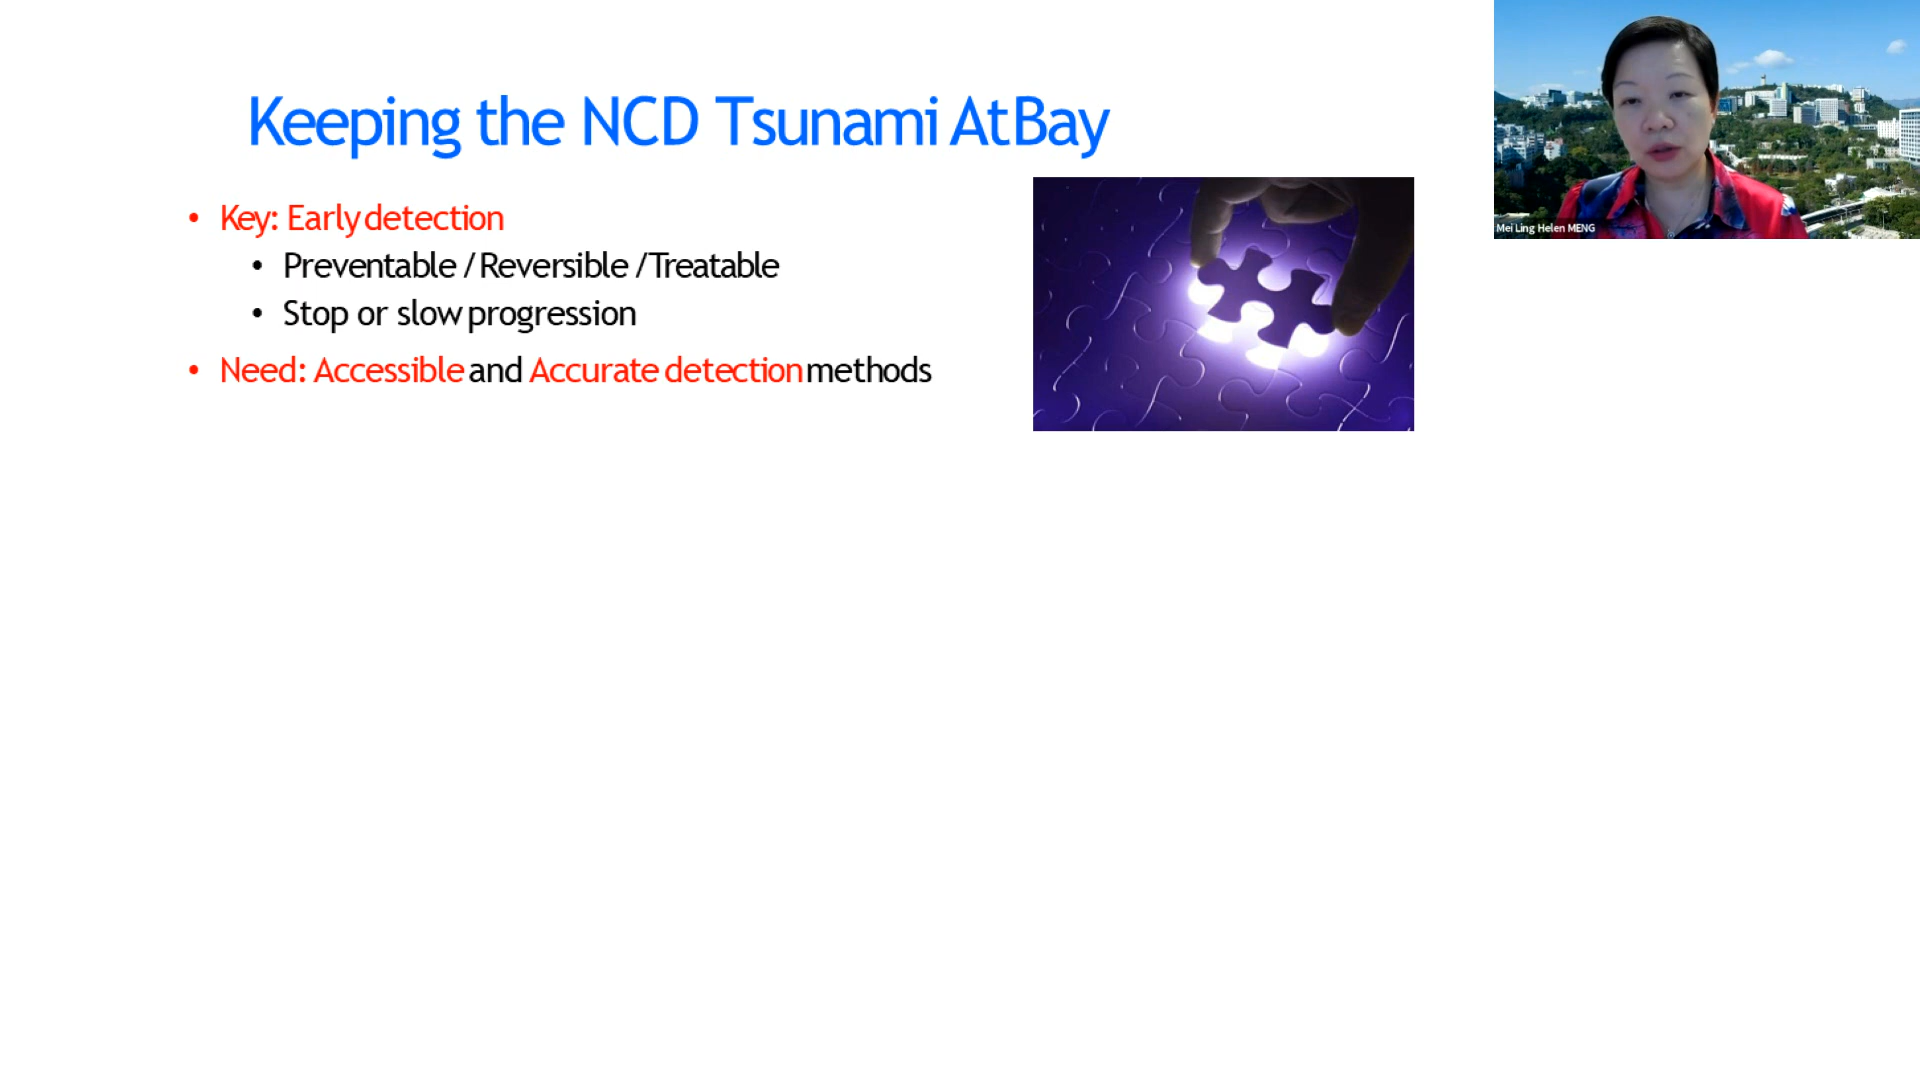 Keeping the NCD Tsunami At Bay
• Key: Early detection
• Preventable / Reversible / Treatable
• Stop or slow progression
• Need: Accessible and Accurate detection methods
Mei Ling Helen MENG